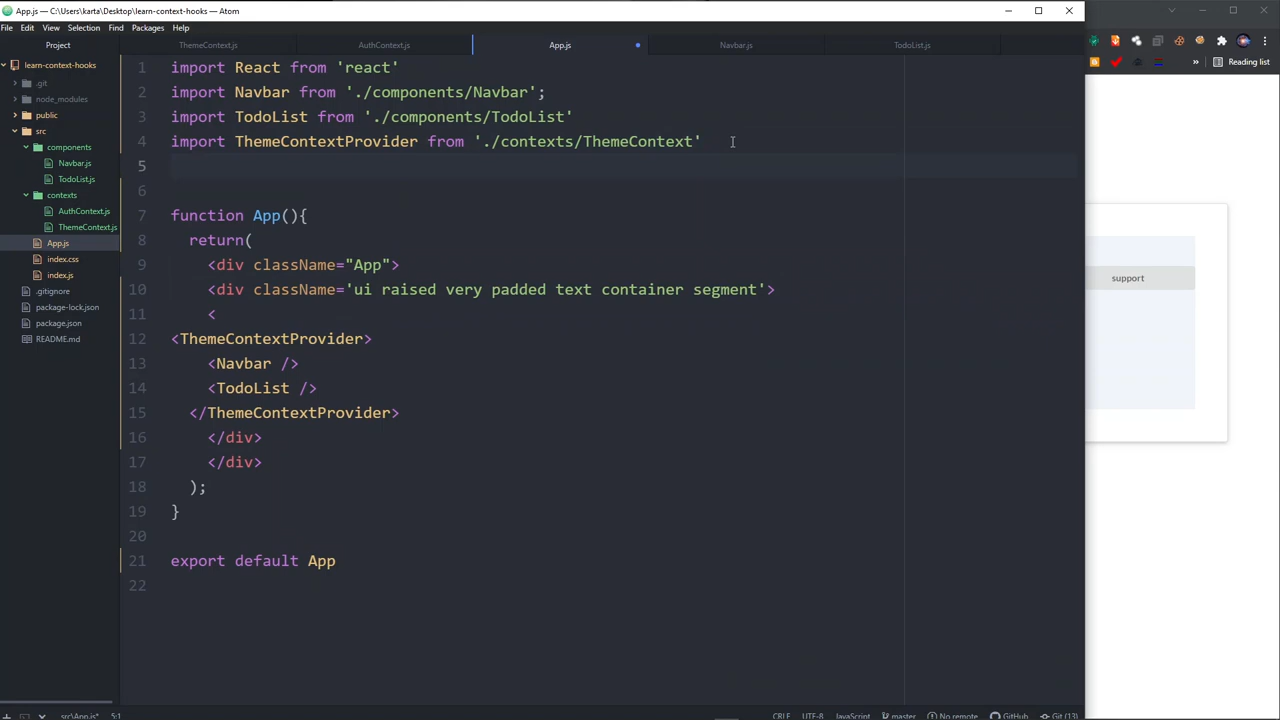 App.js — C:\Users\karta\Desktop\learn-context-hooks — Atom
File Edit View Selection Find Packages Help
Project
ThemeContext.js AuthContext.js App.js Navbar.js TodoList.js
learn-context-hooks
.git
node_modules
public
src
components
Navbar.js
TodoList.js
contexts
AuthContext.js
ThemeContext.js
App.js
index.css
index.js
.gitignore
package-lock.json
package.json
README.md
1 import React from 'react'
2 import Navbar from './components/Navbar';
3 import TodoList from './components/TodoList'
4 import ThemeContextProvider from './contexts/ThemeContext'
5
6
7 function App(){
8 return(
9 <div className="App">
10 <div className='ui raised very padded text container segment'>
11 <
12 <ThemeContextProvider>
13 <Navbar />
14 <TodoList />
15 </ThemeContextProvider>
16 </div>
17 </div>
18 );
19 }
20
21 export default App
22
» Reading list
support
src\App.js* 5:1 CRLF UTF-8 JavaScript master No remote GitHub Git (13)